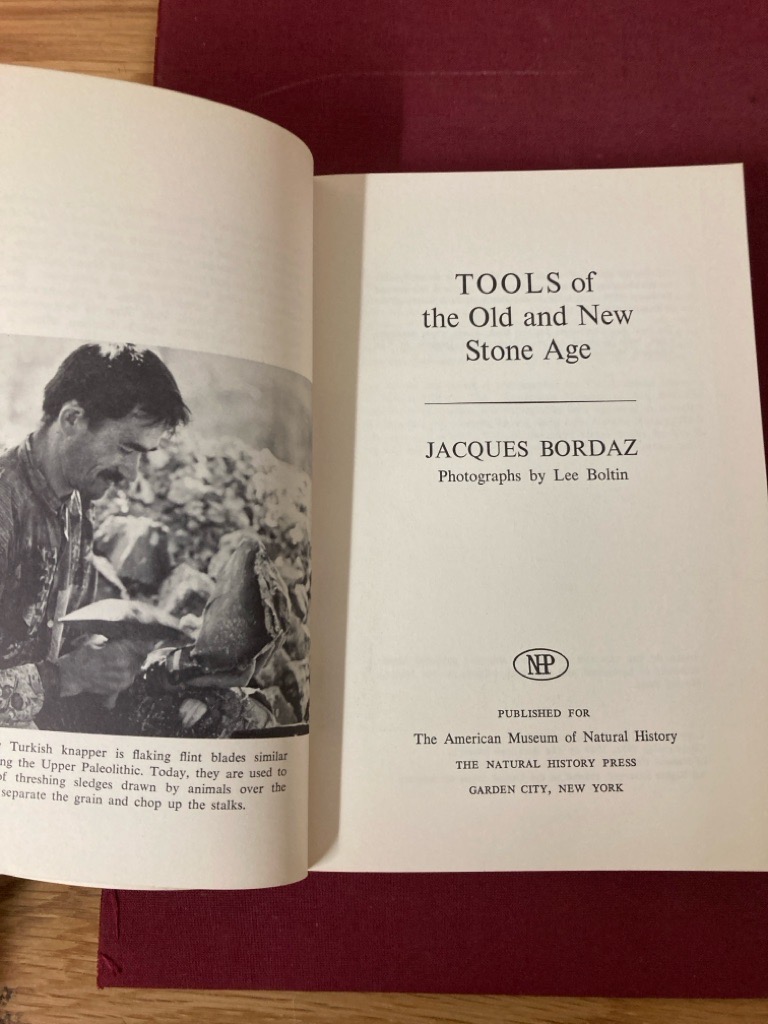 Turkish knapper is flaking flint blades similar
the Upper Paleolithic. Today, they are used to
threshing sledges drawn by animals over the
separate the grain and chop up the stalks.
TOOLS of
the Old and New
Stone Age
JACQUES BORDAZ
Photographs by Lee Boltin
NHP
PUBLISHED FOR
The American Museum of Natural History
THE NATURAL HISTORY PRESS
GARDEN CITY, NEW YORK